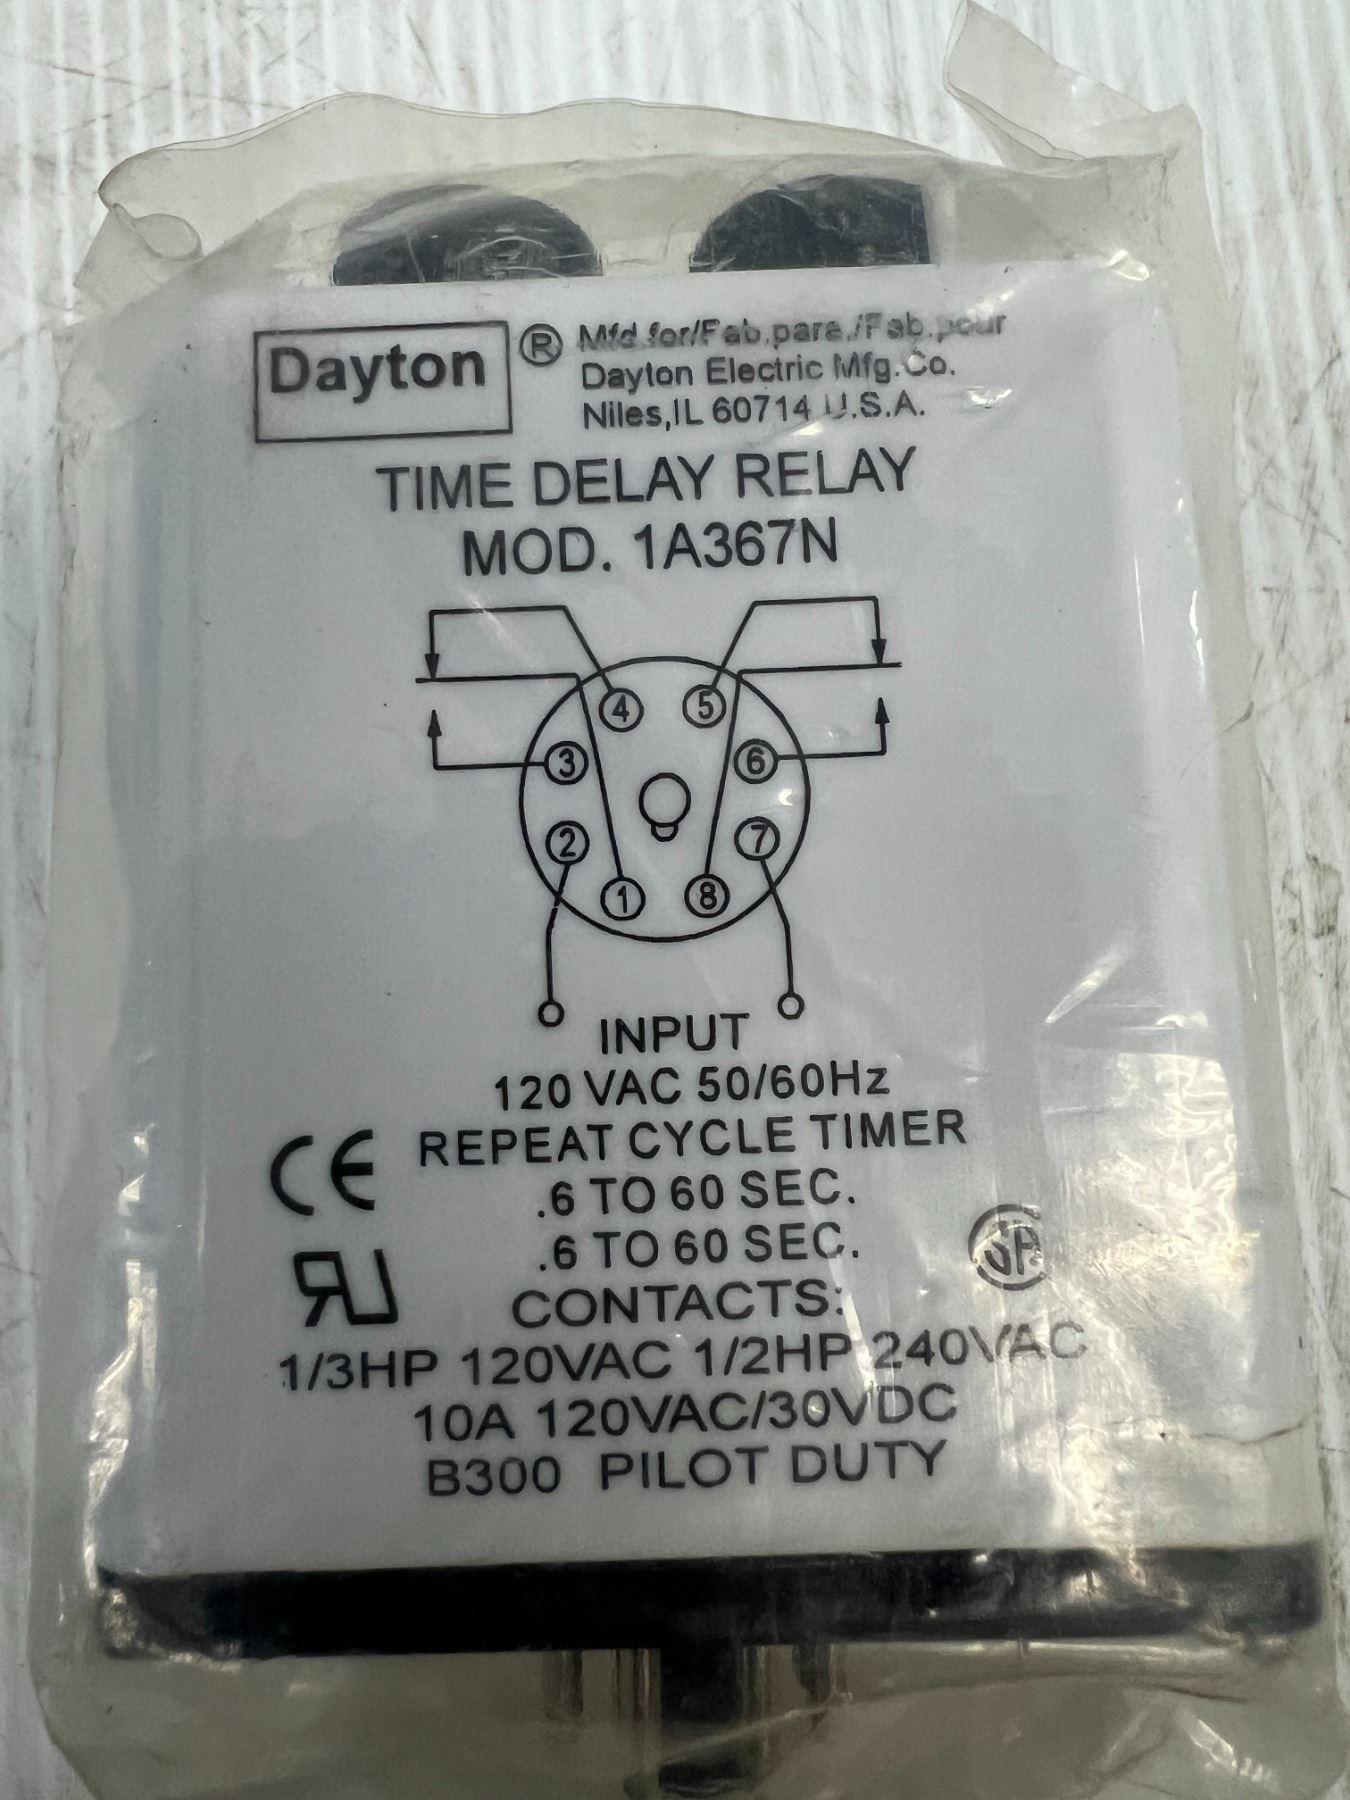 Dayton ® Mfd for/Fab.para./Fab.pour
Dayton Electric Mfg.Co.
Niles,IL 60714 U.S.A.
TIME DELAY RELAY
MOD. 1A367N
4 5
3 6
2 7
1 8
INPUT
120 VAC 50/60Hz
CE REPEAT CYCLE TIMER
.6 TO 60 SEC.
.6 TO 60 SEC.
RU SA
CONTACTS:
1/3HP 120VAC 1/2HP 240VAC
10A 120VAC/30VDC
B300 PILOT DUTY